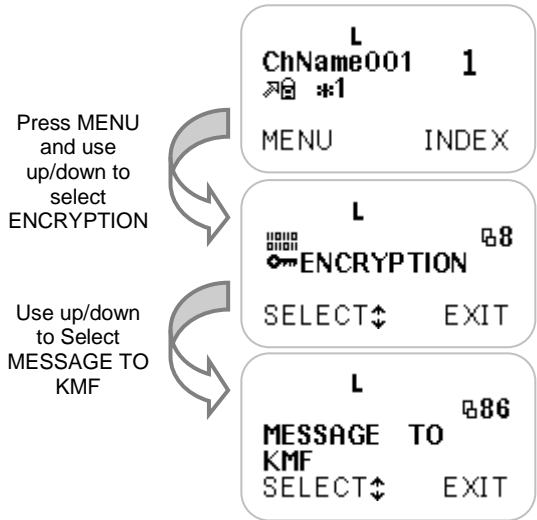 L
ChName001 1
*1
MENU INDEX
Press MENU
and use
up/down to
select
ENCRYPTION
L
8
ENCRYPTION
SELECT EXIT
Use up/down
to Select
MESSAGE TO
KMF
L
86
MESSAGE TO
KMF
SELECT EXIT